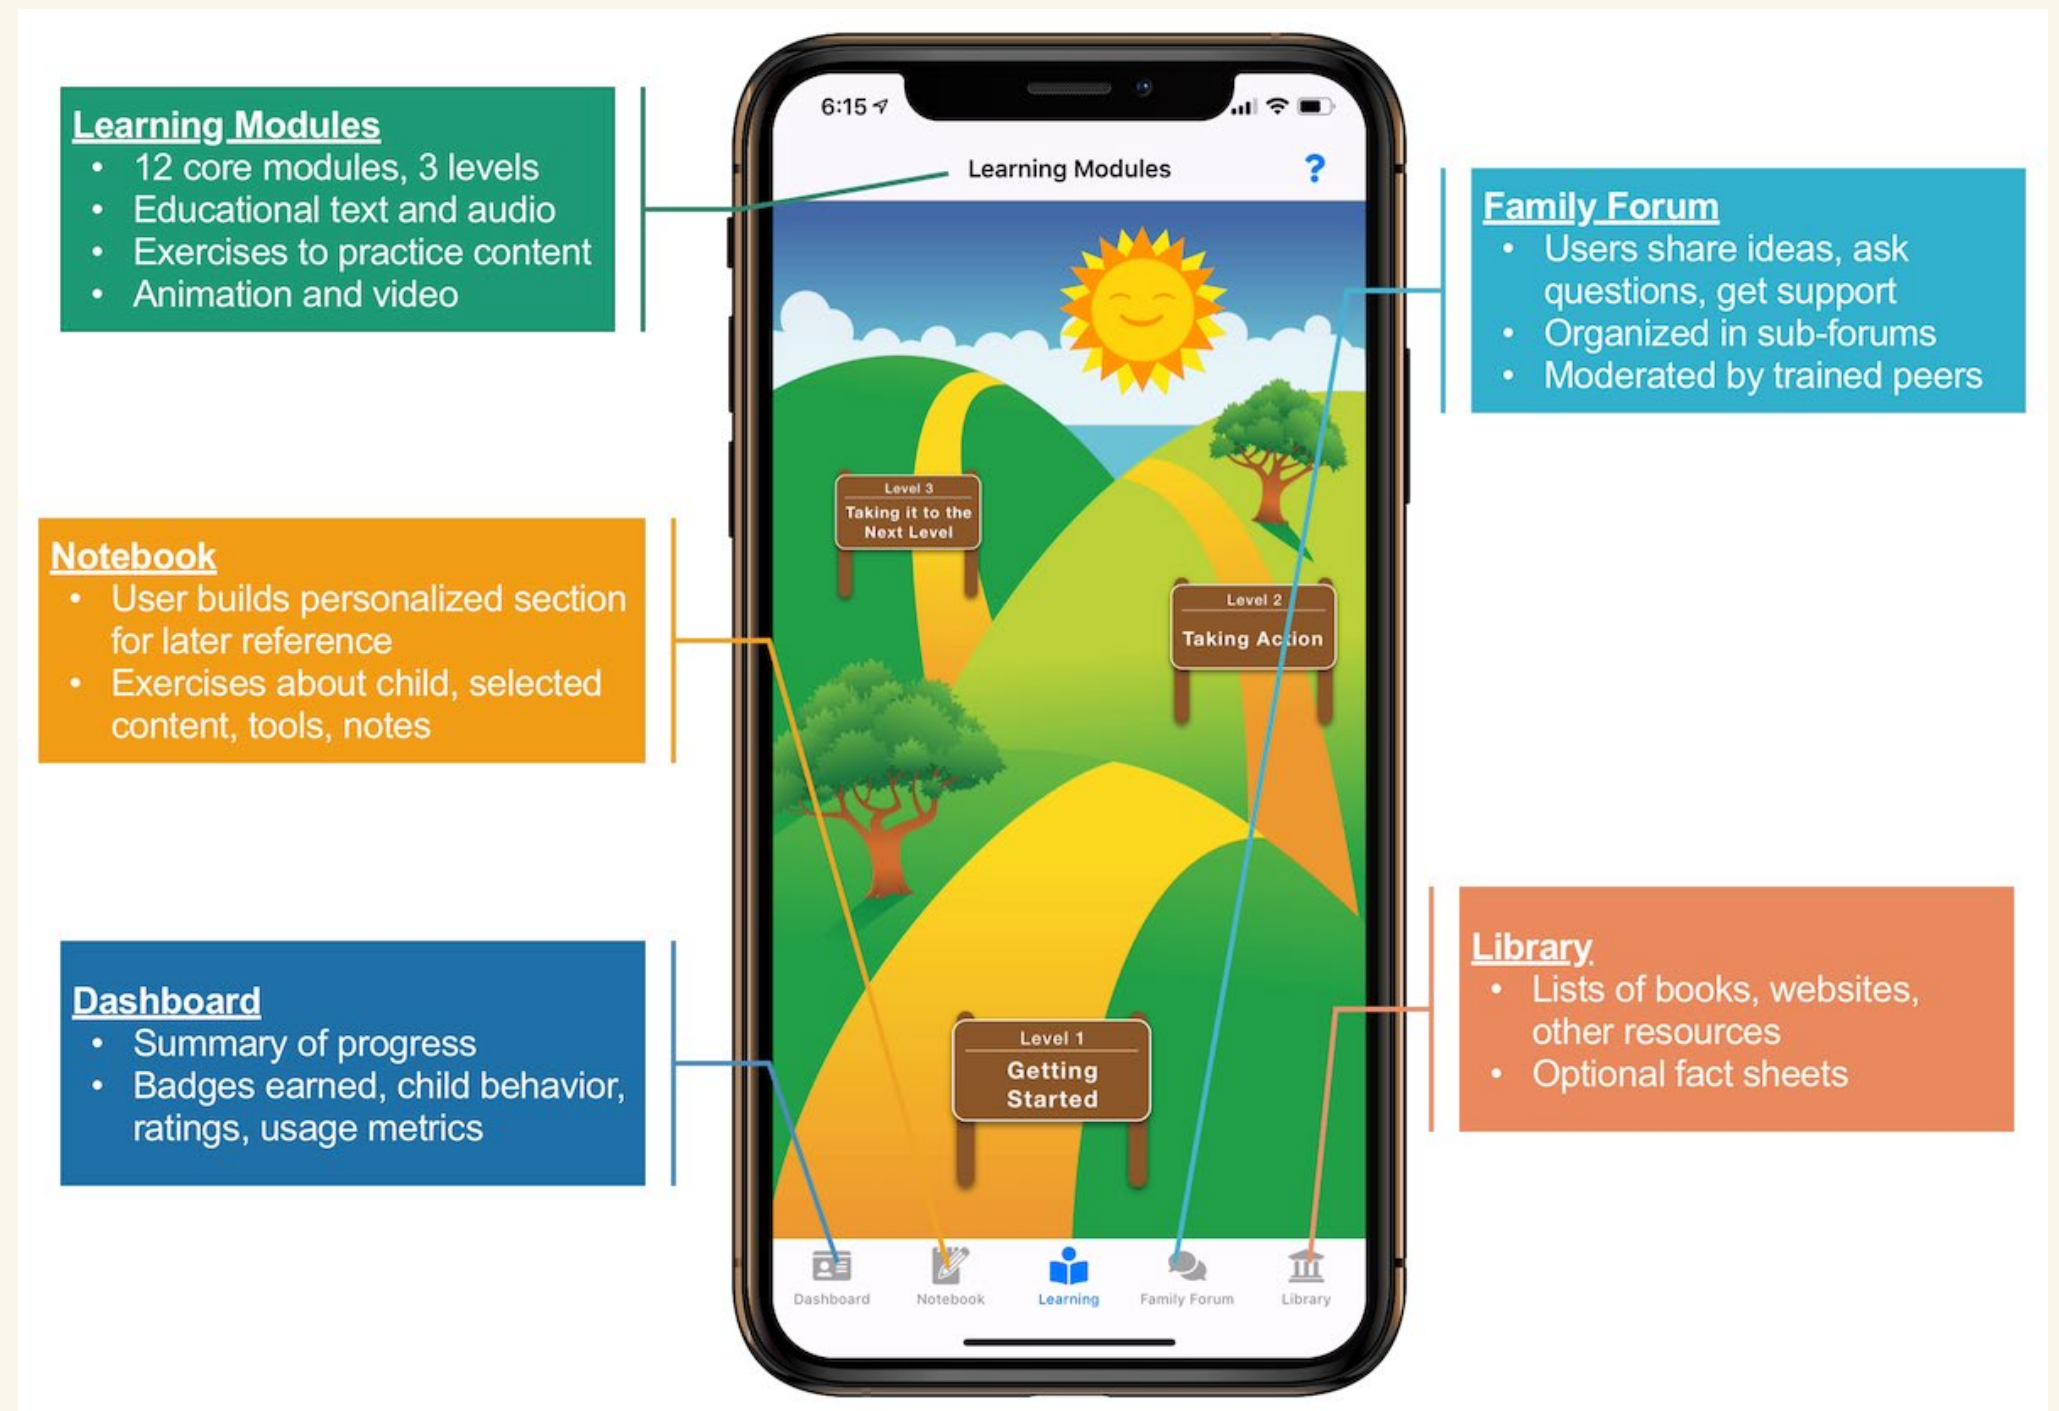 Learning Modules
• 12 core modules, 3 levels
• Educational text and audio
• Exercises to practice content
• Animation and video
Notebook
• User builds personalized section
for later reference
• Exercises about child, selected
content, tools, notes
Dashboard
• Summary of progress
• Badges earned, child behavior,
ratings, usage metrics
6:15
Learning Modules
?
Level 3
Taking it to the
Next Level
Level 2
Taking Action
Level 1
Getting
Started
Dashboard
Notebook
Learning
Family Forum
Library
Family Forum
• Users share ideas, ask
questions, get support
• Organized in sub-forums
• Moderated by trained peers
Library
• Lists of books, websites,
other resources
• Optional fact sheets